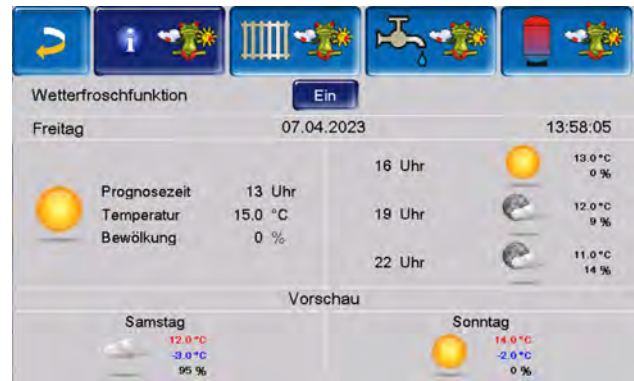 i
Wetterfroschfunktion Ein
Freitag 07.04.2023 13:58:05
Prognosezeit 13 Uhr
Temperatur 15.0 °C
Bewölkung 0 %
16 Uhr 13.0°C
0 %
19 Uhr 12.0°C
9 %
22 Uhr 11.0°C
14 %
Vorschau
Samstag
12.0°C
-3.0°C
95 %
Sonntag
14.0°C
-2.0°C
0 %